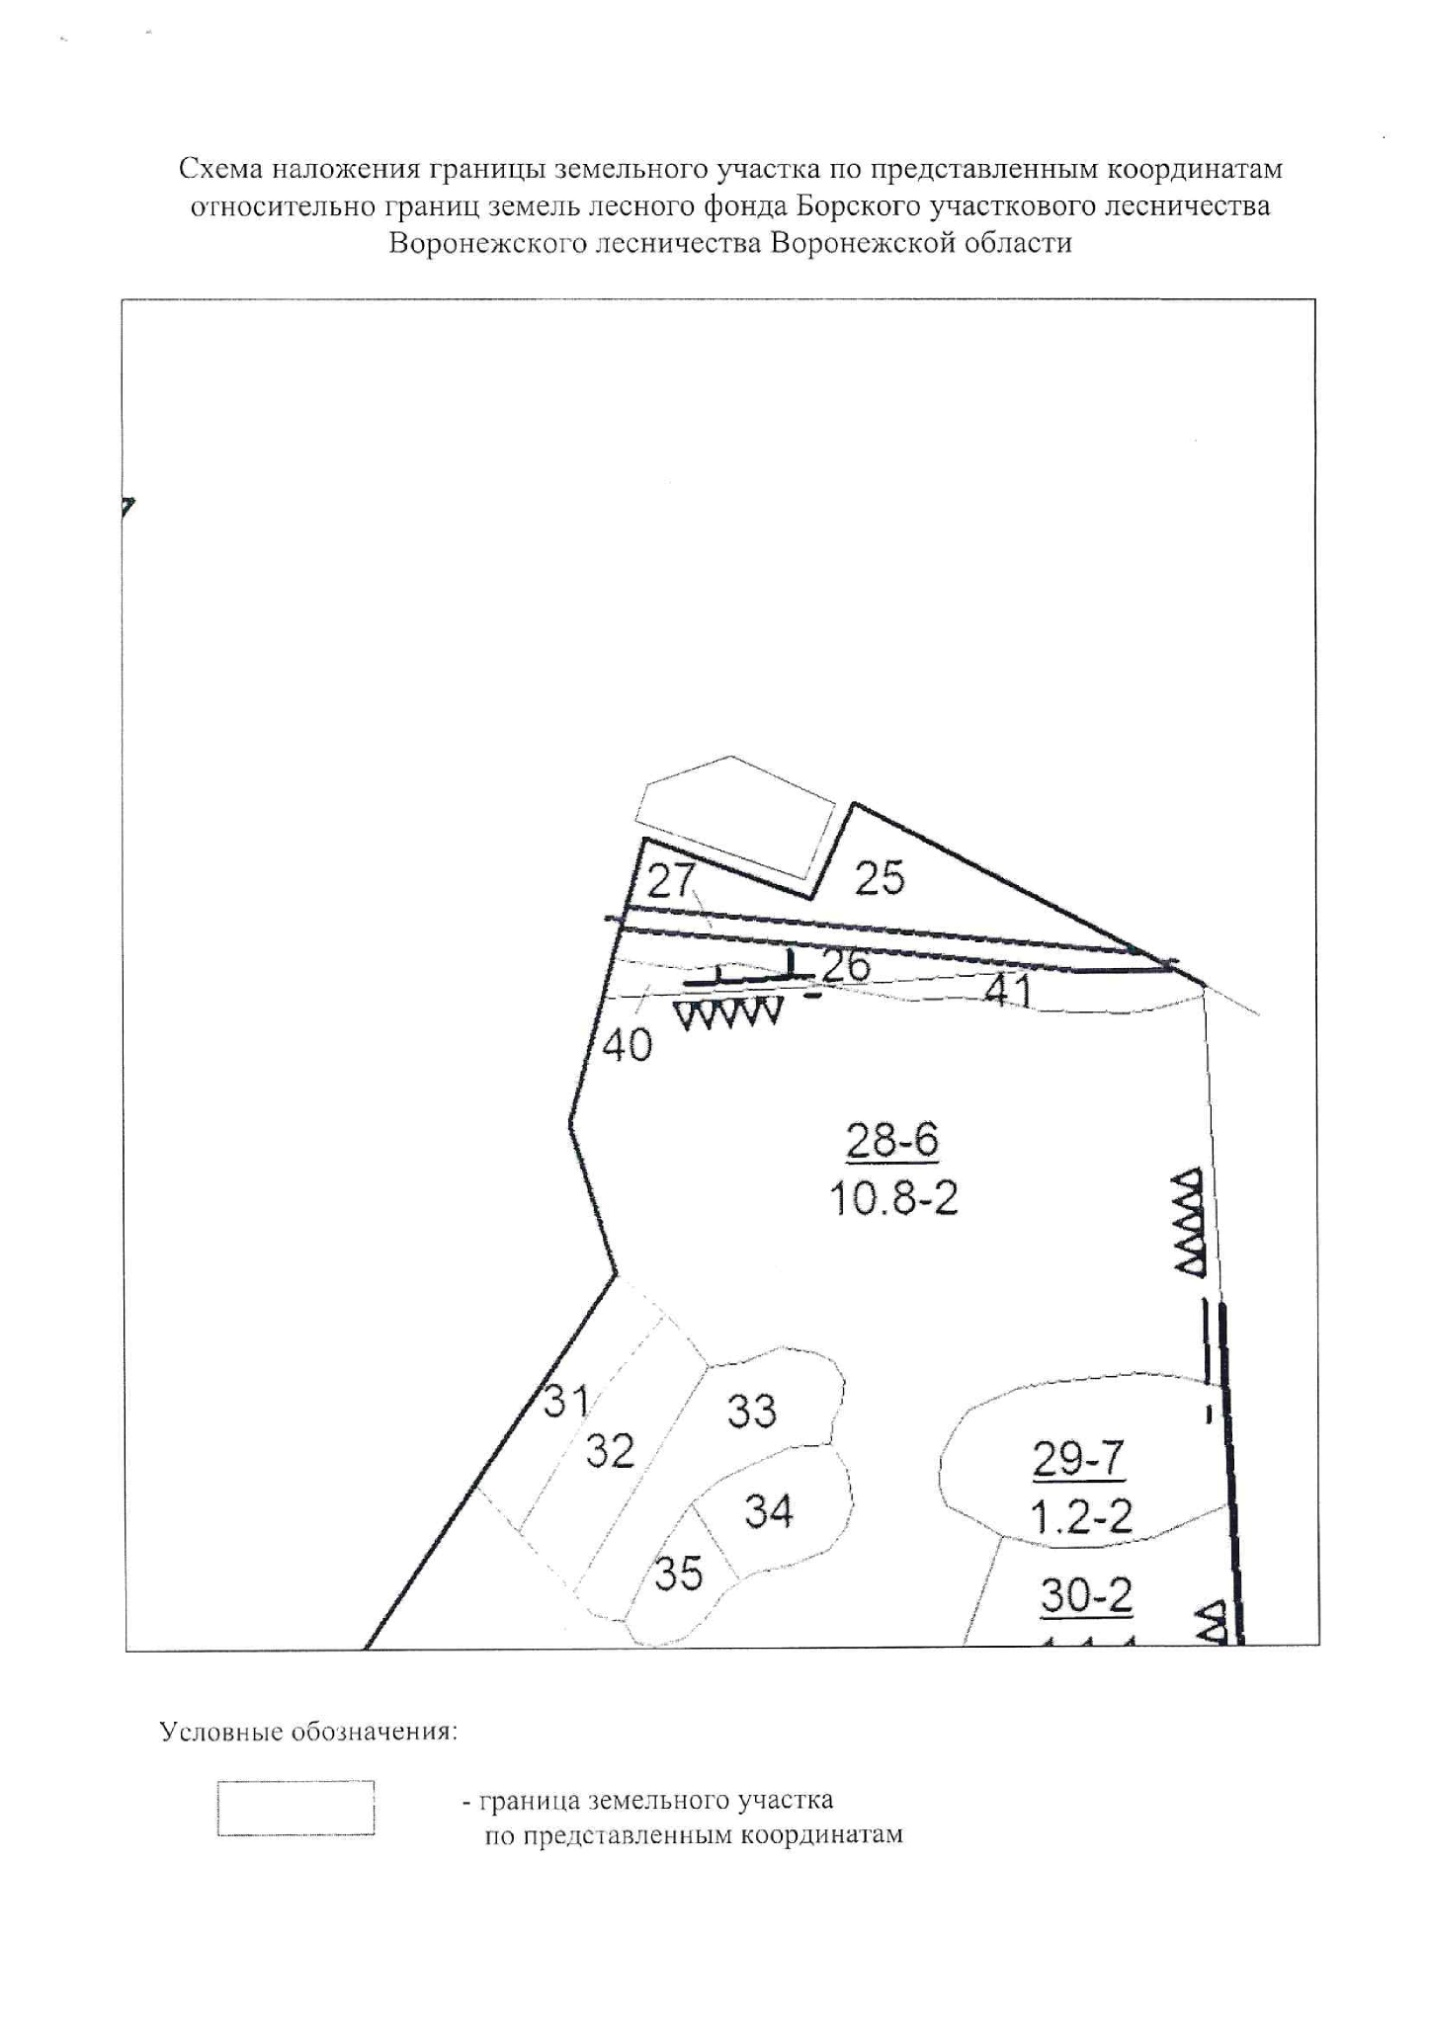 Схема наложения границы земельного участка по представленным координатам
относительно границ земель лесного фонда Борского участкового лесничества
Воронежского лесничества Воронежской области
27
25
26
41
40
28-6
10.8-2
31
32
33
34
35
29-7
1.2-2
30-2
Условные обозначения:
- граница земельного участка
по представленным координатам